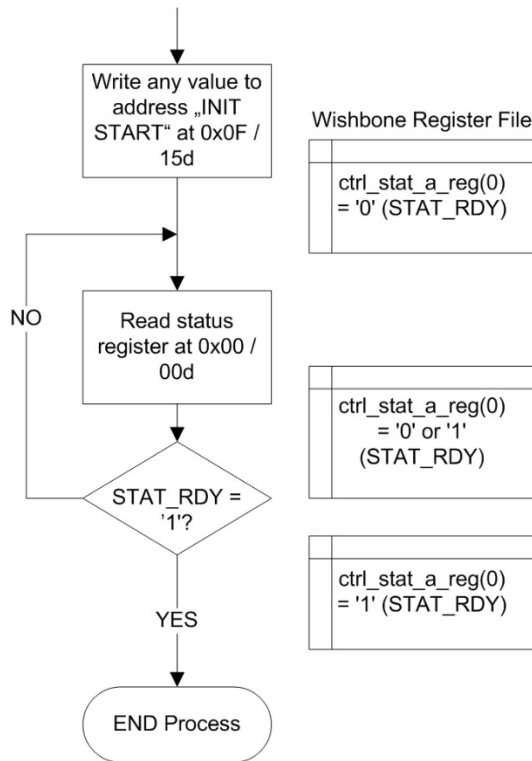 Write any value to
address „INIT
START“ at 0x0F /
15d
Wishbone Register File
ctrl_stat_a_reg(0)
= '0' (STAT_RDY)
NO
Read status
register at 0x00 /
00d
ctrl_stat_a_reg(0)
= '0' or '1'
(STAT_RDY)
STAT_RDY =
’1'?
ctrl_stat_a_reg(0)
= '1' (STAT_RDY)
YES
END Process